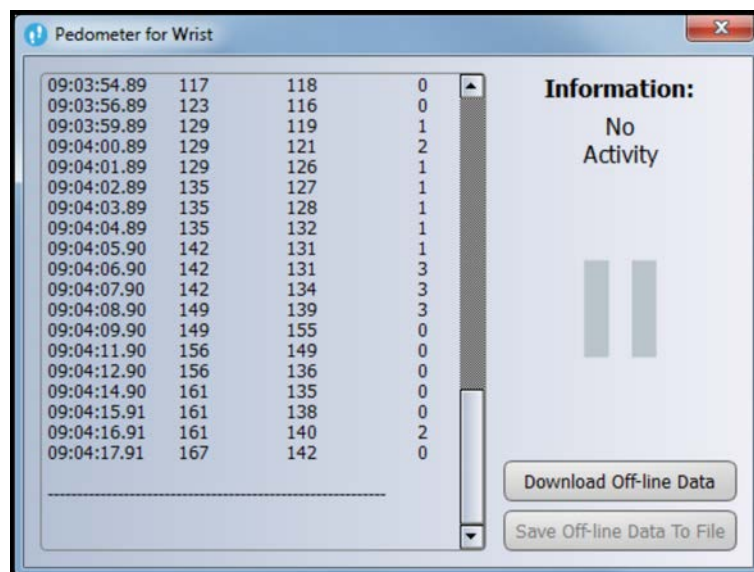 Pedometer for Wrist
09:03:54.89 117 118 0
09:03:56.89 123 116 0
09:03:59.89 129 119 1
09:04:00.89 129 121 2
09:04:01.89 129 126 1
09:04:02.89 135 127 1
09:04:03.89 135 128 1
09:04:04.89 135 132 1
09:04:05.90 142 131 1
09:04:06.90 142 131 3
09:04:07.90 142 134 3
09:04:08.90 149 139 3
09:04:09.90 149 155 0
09:04:11.90 156 149 0
09:04:12.90 156 136 0
09:04:14.90 161 135 0
09:04:15.91 161 138 0
09:04:16.91 161 140 2
09:04:17.91 167 142 0
--------------------------------------------------------
Information:
No
Activity
Download Off-line Data
Save Off-line Data To File